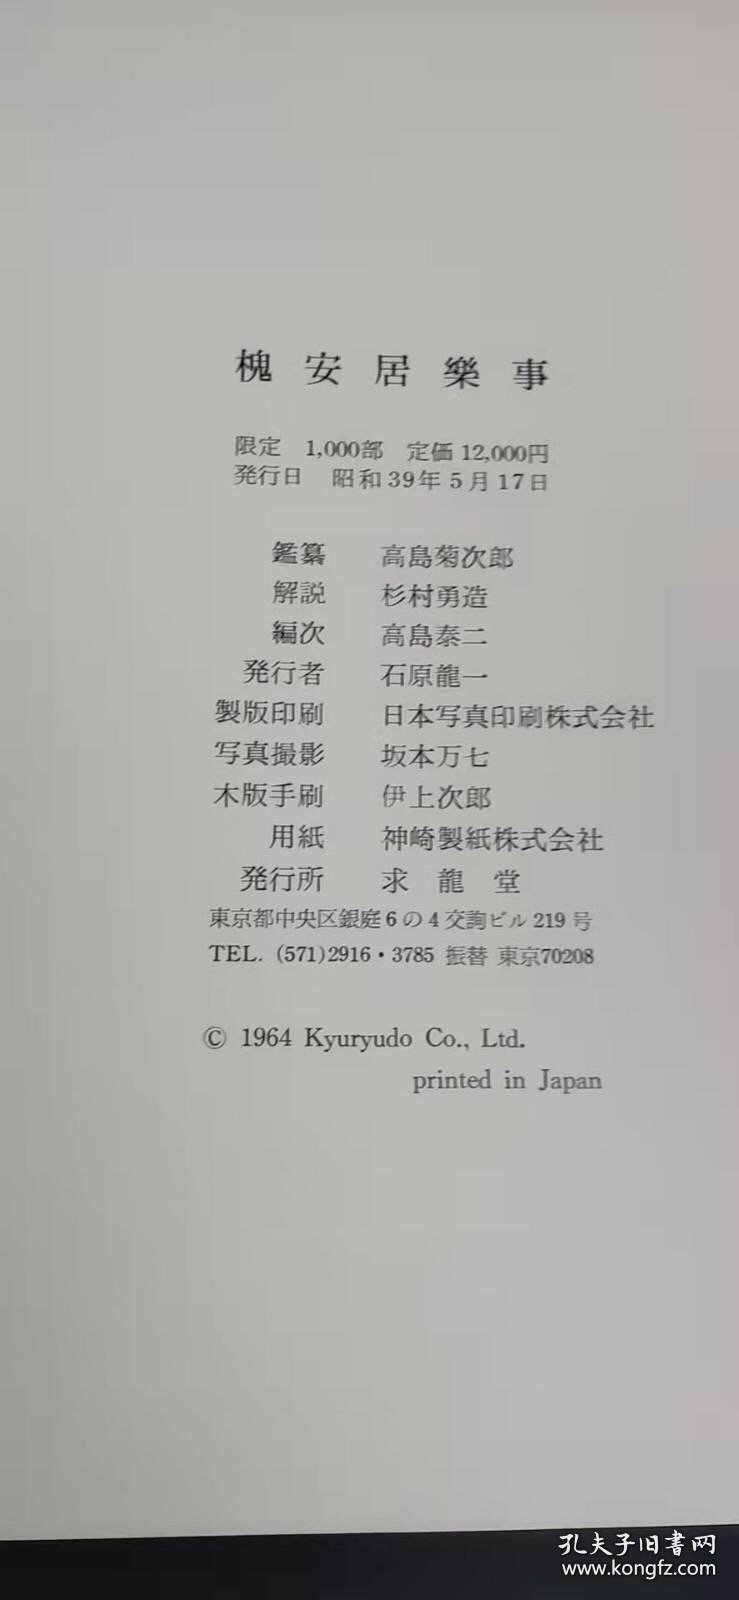 槐安居樂事
限定 1,000部 定価 12,000円
発行日 昭和39年5月17日
鑑纂 高島菊次郎
解説 杉村勇造
編次 高島泰二
発行者 石原龍一
製版印刷 日本写真印刷株式会社
写真撮影 坂本万七
木版手刷 伊上次郎
用紙 神崎製紙株式会社
発行所 求龍堂
東京都中央区銀座6の4交詢ビル219号
TEL. (571)2916・3785 振替 東京70208
© 1964 Kyuryudo Co., Ltd.
printed in Japan
孔夫子旧書网
www.kongfz.com